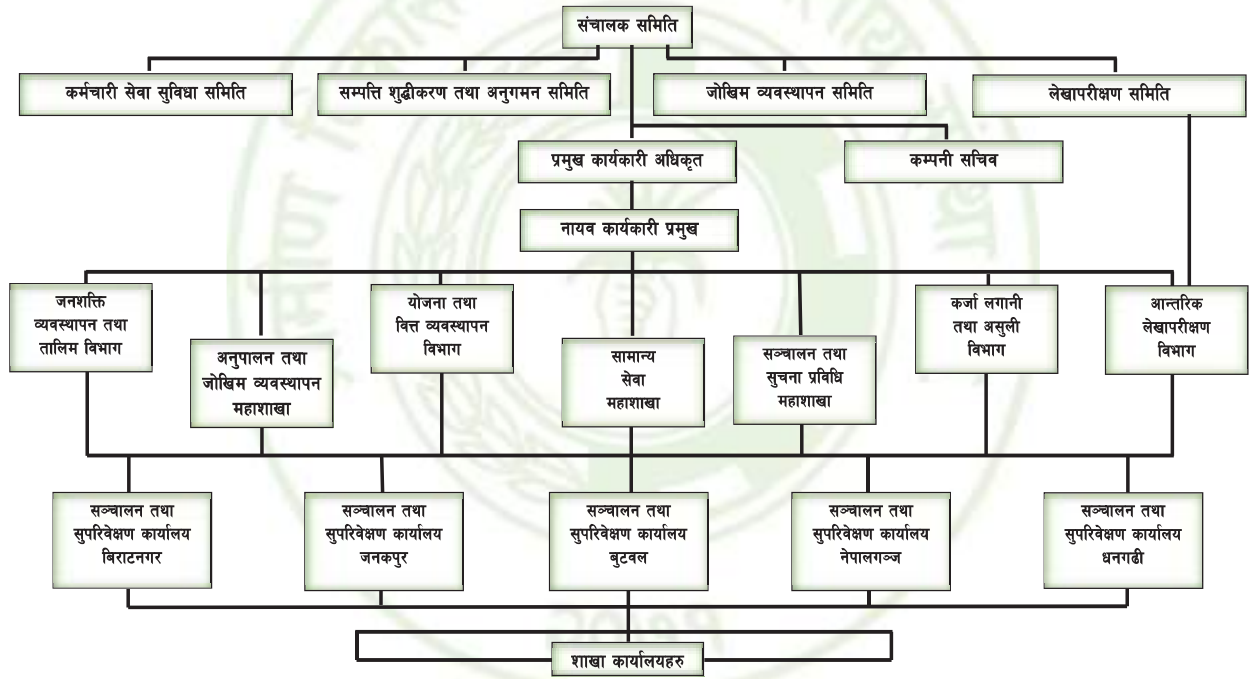 संचालक समिति
कर्मचारी सेवा सुविधा समिति
सम्पत्ति शुद्धीकरण तथा अनुगमन समिति
जोखिम व्यवस्थापन समिति
लेखापरीक्षण समिति
प्रमुख कार्यकारी अधिकृत
कम्पनी सचिव
नायव कार्यकारी प्रमुख
जनशक्ति
व्यवस्थापन तथा
तालिम विभाग
अनुपालन तथा
जोखिम व्यवस्थापन
महाशाखा
योजना तथा
वित्त व्यवस्थापन
विभाग
सामान्य
सेवा
महाशाखा
सञ्चालन तथा
सुचना प्रविधि
महाशाखा
कर्जा लगानी
तथा असुली
विभाग
आन्तरिक
लेखापरीक्षण
विभाग
सञ्चालन तथा
सुपरिवेक्षण कार्यालय
बिराटनगर
सञ्चालन तथा
सुपरिवेक्षण कार्यालय
जनकपुर
सञ्चालन तथा
सुपरिवेक्षण कार्यालय
बुटवल
सञ्चालन तथा
सुपरिवेक्षण कार्यालय
नेपालगञ्ज
सञ्चालन तथा
सुपरिवेक्षण कार्यालय
धनगढी
शाखा कार्यालयहरु